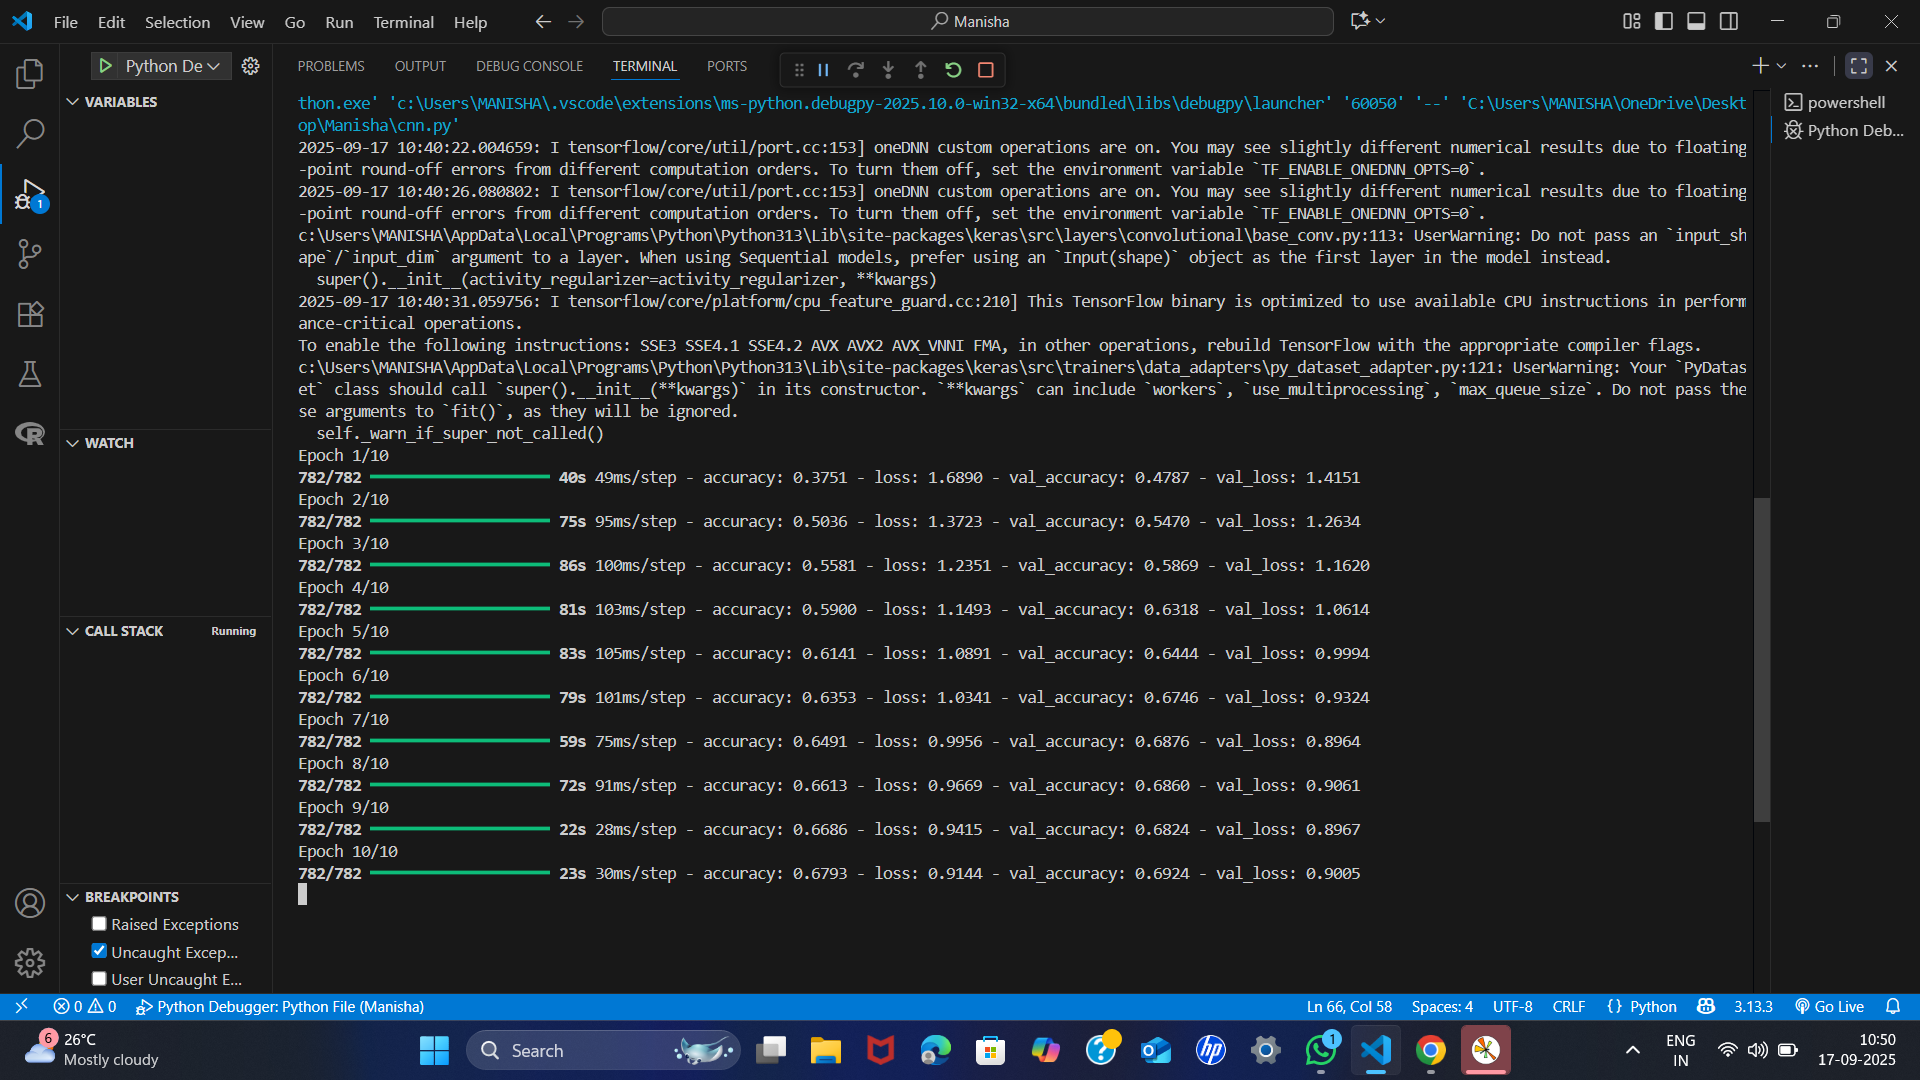 File Edit Selection View Go Run Terminal Help
Manisha
Python De
VARIABLES
WATCH
CALL STACK Running
BREAKPOINTS
Raised Exceptions
Uncaught Excep...
User Uncaught E...
PROBLEMS OUTPUT DEBUG CONSOLE TERMINAL PORTS
powershell
Python Deb...
thon.exe' 'c:\Users\MANISHA\.vscode\extensions\ms-python.debugpy-2025.10.0-win32-x64\bundled\libs\debugpy\launcher' '60050' '--' 'C:\Users\MANISHA\OneDrive\Deskt
op\Manisha\cnn.py'
2025-09-17 10:40:22.004659: I tensorflow/core/util/port.cc:153] oneDNN custom operations are on. You may see slightly different numerical results due to floating
-point round-off errors from different computation orders. To turn them off, set the environment variable `TF_ENABLE_ONEDNN_OPTS=0`.
2025-09-17 10:40:26.080802: I tensorflow/core/util/port.cc:153] oneDNN custom operations are on. You may see slightly different numerical results due to floating
-point round-off errors from different computation orders. To turn them off, set the environment variable `TF_ENABLE_ONEDNN_OPTS=0`.
c:\Users\MANISHA\AppData\Local\Programs\Python\Python313\Lib\site-packages\keras\src\layers\convolutional\base_conv.py:113: UserWarning: Do not pass an `input_sh
ape`/`input_dim` argument to a layer. When using Sequential models, prefer using an `Input(shape)` object as the first layer in the model instead.
super().__init__(activity_regularizer=activity_regularizer, **kwargs)
2025-09-17 10:40:31.059756: I tensorflow/core/platform/cpu_feature_guard.cc:210] This TensorFlow binary is optimized to use available CPU instructions in perform
ance-critical operations.
To enable the following instructions: SSE3 SSE4.1 SSE4.2 AVX AVX2 AVX_VNNI FMA, in other operations, rebuild TensorFlow with the appropriate compiler flags.
c:\Users\MANISHA\AppData\Local\Programs\Python\Python313\Lib\site-packages\keras\src\trainers\data_adapters\py_dataset_adapter.py:121: UserWarning: Your `PyDatas
et` class should call `super().__init__(**kwargs)` in its constructor. `**kwargs` can include `workers`, `use_multiprocessing`, `max_queue_size`. Do not pass the
se arguments to `fit()`, as they will be ignored.
self._warn_if_super_not_called()
Epoch 1/10
782/782 40s 49ms/step - accuracy: 0.3751 - loss: 1.6890 - val_accuracy: 0.4787 - val_loss: 1.4151
Epoch 2/10
782/782 75s 95ms/step - accuracy: 0.5036 - loss: 1.3723 - val_accuracy: 0.5470 - val_loss: 1.2634
Epoch 3/10
782/782 86s 100ms/step - accuracy: 0.5581 - loss: 1.2351 - val_accuracy: 0.5869 - val_loss: 1.1620
Epoch 4/10
782/782 81s 103ms/step - accuracy: 0.5900 - loss: 1.1493 - val_accuracy: 0.6318 - val_loss: 1.0614
Epoch 5/10
782/782 83s 105ms/step - accuracy: 0.6141 - loss: 1.0891 - val_accuracy: 0.6444 - val_loss: 0.9994
Epoch 6/10
782/782 79s 101ms/step - accuracy: 0.6353 - loss: 1.0341 - val_accuracy: 0.6746 - val_loss: 0.9324
Epoch 7/10
782/782 59s 75ms/step - accuracy: 0.6491 - loss: 0.9956 - val_accuracy: 0.6876 - val_loss: 0.8964
Epoch 8/10
782/782 72s 91ms/step - accuracy: 0.6613 - loss: 0.9669 - val_accuracy: 0.6860 - val_loss: 0.9061
Epoch 9/10
782/782 22s 28ms/step - accuracy: 0.6686 - loss: 0.9415 - val_accuracy: 0.6824 - val_loss: 0.8967
Epoch 10/10
782/782 23s 30ms/step - accuracy: 0.6793 - loss: 0.9144 - val_accuracy: 0.6924 - val_loss: 0.9005
0 0 Python Debugger: Python File (Manisha) Ln 66, Col 58 Spaces: 4 UTF-8 CRLF {} Python 3.13.3 Go Live
6 26°C
Mostly cloudy
Search
hp
1
ENG
IN
10:50
17-09-2025